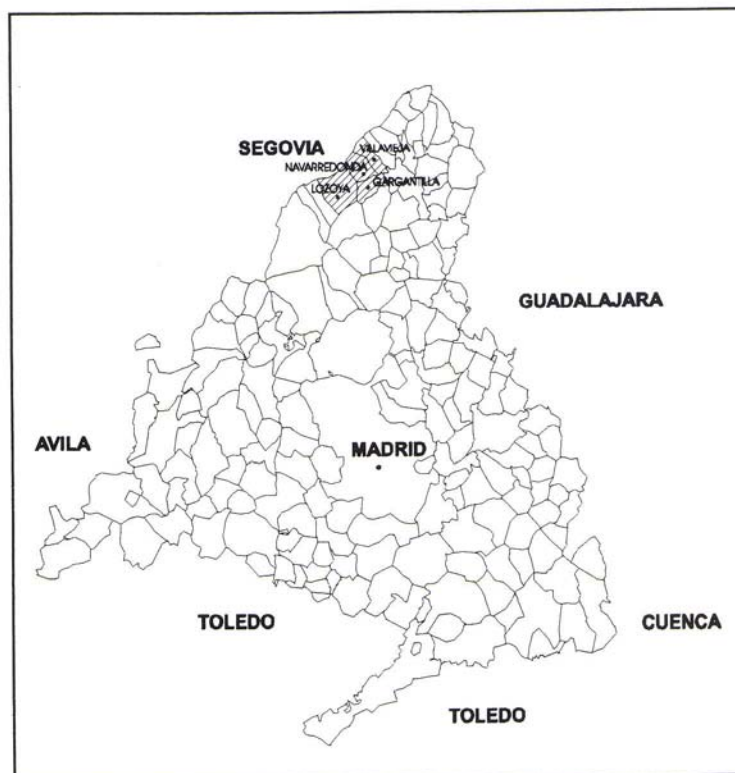 SEGOVIA
VILLAVIEJA
NAVARREDONDA
GARGANTILLA
LOZOYA
GUADALAJARA
AVILA
MADRID
TOLEDO
CUENCA
TOLEDO